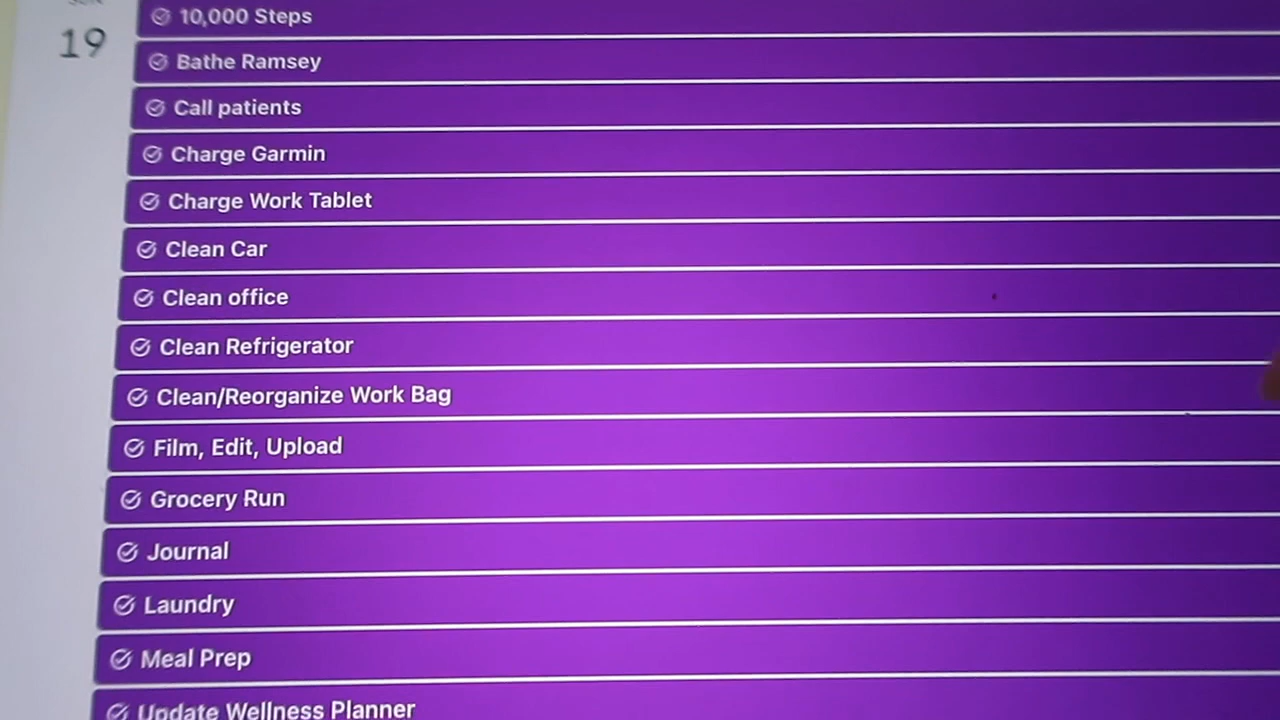 19
10,000 Steps
Bathe Ramsey
Call patients
Charge Garmin
Charge Work Tablet
Clean Car
Clean office
Clean Refrigerator
Clean/Reorganize Work Bag
Film, Edit, Upload
Grocery Run
Journal
Laundry
Meal Prep
Update Wellness Planner